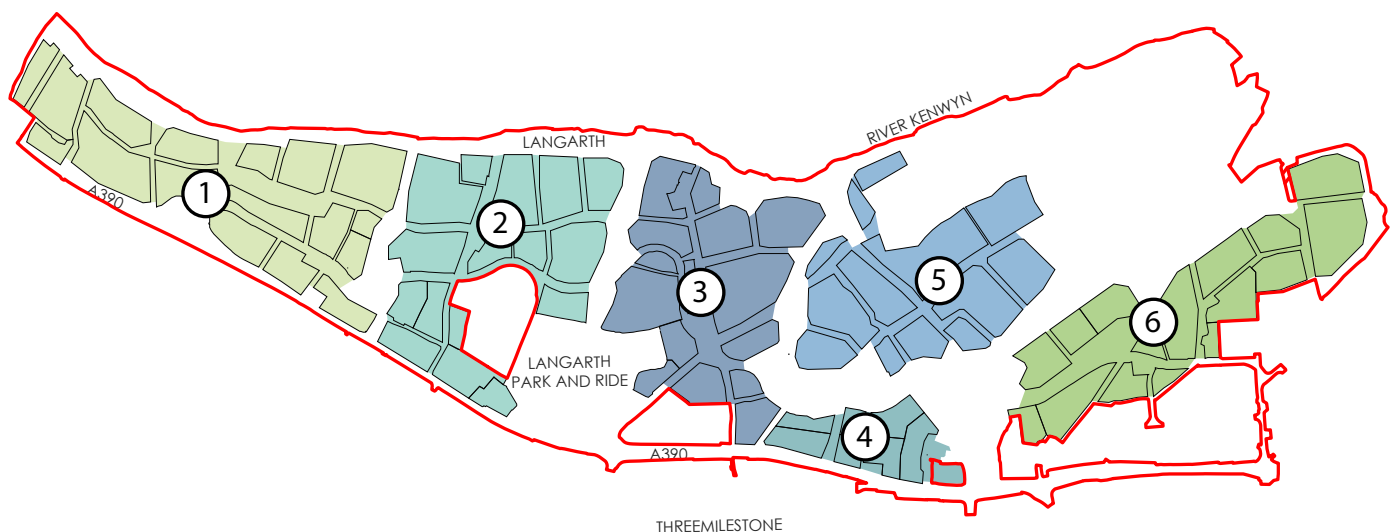 LANGARTH
RIVER KENWYN
A390
1
2
3
4
5
6
LANGARTH
PARK AND RIDE
A390
THREEMILESTONE